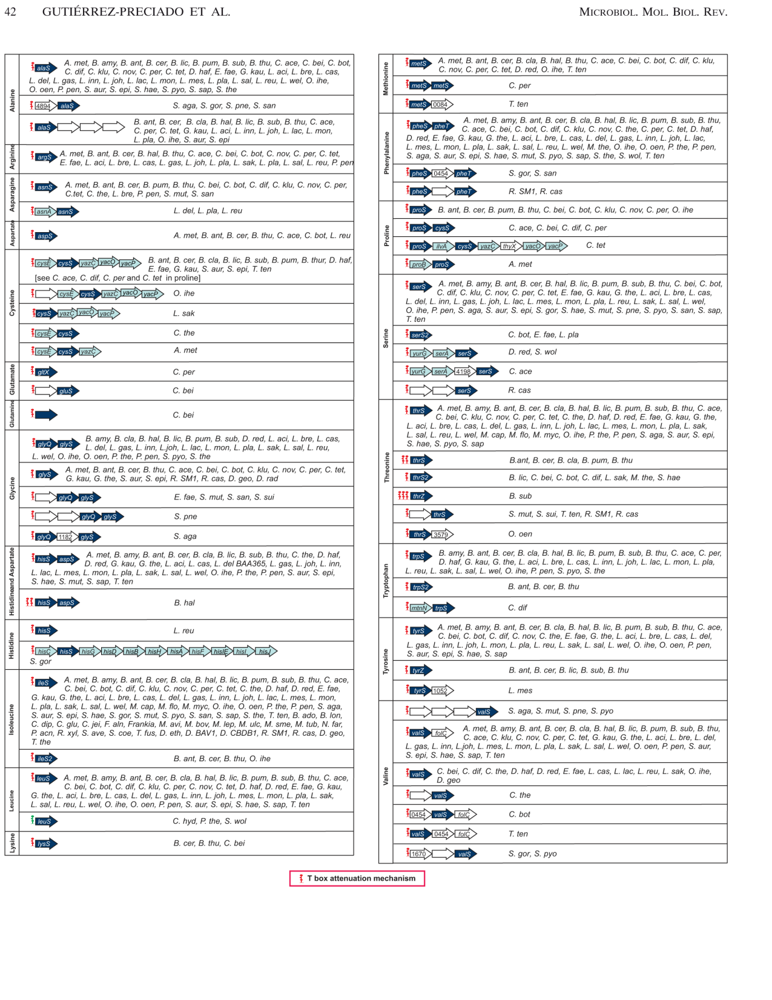 42 GUTIÉRREZ-PRECIADO ET AL. MICROBIOL. MOL. BIOL. REV.
Alanine
alaS A. met, B. amy, B. ant, B. cer, B. lic, B. pum, B. sub, B. thu, C. ace, C. bei, C. bot,
C. dif, C. klu, C. nov, C. per, C. tet, D. haf, E. fae, G. kau, L. aci, L. bre, L. cas,
L. del, L. gas, L. inn, L. joh, L. lac, L. mon, L. mes, L. pla, L. sal, L. reu, L. wel, O. ihe,
O. oen, P. pen, S. aur, S. epi, S. hae, S. pyo, S. sap, S. the
4894 alaS S. aga, S. gor, S. pne, S. san
alaS B. ant, B. cer, B. cla, B. hal, B. lic, B. sub, B. thu, C. ace,
C. per, C. tet, G. kau, L. aci, L. inn, L. joh, L. lac, L. mon,
L. pla, O. ihe, S. aur, S. epi
Arginine
argS A. met, B. ant, B. cer, B. hal, B. thu, C. ace, C. bei, C. bot, C. nov, C. per, C. tet,
E. fae, L. aci, L. bre, L. cas, L. gas, L. joh, L. pla, L. sak, L. pla, L. sal, L. reu, P. pen
Asparagine
asnS A. met, B. ant, B. cer, B. pum, B. thu, C. bei, C. bot, C. dif, C. klu, C. nov, C. per,
C.tet, C. the, L. bre, P. pen, S. mut, S. san
asnA asnS L. del, L. pla, L. reu
Aspartate
aspS A. met, B. ant, B. cer, B. thu, C. ace, C. bot, L. reu
Cysteine
cysE cysS yazC yacO yacP B. ant, B. cer, B. cla, B. lic, B. sub, B. pum, B. thur, D. haf,
E. fae, G. kau, S. aur, S. epi, T. ten
[see C. ace, C. dif, C. per and C. tet in proline]
cysE cysS yazC yacO yacP O. ihe
cysS yazC yacO yacP L. sak
cysE cysS C. the
cysE cysS yazC A. met
Glutamate
gltX C. per
gluS C. bei
Glutamine
C. bei
Glycine
glyQ glyS B. amy, B. cla, B. hal, B. lic, B. pum, B. sub, D. red, L. aci, L. bre, L. cas,
L. del, L. gas, L. inn, L.joh, L. lac, L. mon, L. pla, L. sak, L. sal, L. reu,
L. wel, O. ihe, O. oen, P. the, P. pen, S. pyo, S. the
glyS A. met, B. ant, B. cer, B. thu, C. ace, C. bei, C. bot, C. klu, C. nov, C. per, C. tet,
G. kau, G. the, S. aur, S. epi, R. SM1, R. cas, D. geo, D. rad
glyQ glyS E. fae, S. mut, S. san, S. sui
glyQ glyS S. pne
glyQ 1182 glyS S. aga
Histidineand Aspartate
hisS aspS A. met, B. amy, B. ant, B. cer, B. cla, B. lic, B. sub, B. thu, C. the, D. haf,
D. red, G. kau, G. the, L. aci, L. cas, L. del BAA365, L. gas, L. joh, L. inn,
L. lac, L. mes, L. mon, L. pla, L. sak, L. sal, L. wel, O. ihe, P. the, P. pen, S. aur, S. epi,
S. hae, S. mut, S. sap, T. ten
hisS aspS B. hal
Histidine
hisS L. reu
hisC hisS hisG hisD hisB hisH hisA hisF hisIE hisI hisJ
S. gor
Isoleucine
ileS A. met, B. amy, B. ant, B. cer, B. cla, B. hal, B. lic, B. pum, B. sub, B. thu, C. ace,
C. bei, C. bot, C. dif, C. klu, C. nov, C. per, C. tet, C. the, D. haf, D. red, E. fae,
G. kau, G. the, L. aci, L. bre, L. cas, L. del, L. gas, L. inn, L. joh, L. lac, L. mes, L. mon,
L. pla, L. sak, L. sal, L. wel, M. cap, M. flo, M. myc, O. ihe, O. oen, P. the, P. pen, S. aga,
S. aur, S. epi, S. hae, S. gor, S. mut, S. pyo, S. san, S. sap, S. the, T. ten, B. ado, B. lon,
C. dip, C. glu, C. jei, F. aln, Frankia, M. avi, M. bov, M. lep, M. ulc, M. sme, M. tub, N. far,
P. acn, R. xyl, S. ave, S. coe, T. fus, D. eth, D. BAV1, D. CBDB1, R. SM1, R. cas, D. geo,
T. the
ileS2 B. ant, B. cer, B. thu, O. ihe
Leucine
leuS A. met, B. amy, B. ant, B. cer, B. cla, B. hal, B. lic, B. pum, B. sub, B. thu, C. ace,
C. bei, C. bot, C. dif, C. klu, C. per, C. nov, C. tet, D. haf, D. red, E. fae, G. kau,
G. the, L. aci, L. bre, L. cas, L. del, L. gas, L. inn, L. joh, L. mes, L. mon, L. pla, L. sak,
L. sal, L. reu, L. wel, O. ihe, O. oen, P. pen, S. aur, S. epi, S. hae, S. sap, T. ten
leuS C. hyd, P. the, S. wol
Lysine
lysS B. cer, B. thu, C. bei
Methionine
metS A. met, B. ant, B. cer, B. cla, B. hal, B. thu, C. ace, C. bei, C. bot, C. dif, C. klu,
C. nov, C. per, C. tet, D. red, O. ihe, T. ten
metS metS C. per
metS 0084 T. ten
Phenylalanine
pheS pheT A. met, B. amy, B. ant, B. cer, B. cla, B. hal, B. lic, B. pum, B. sub, B. thu,
C. ace, C. bei, C. bot, C. dif, C. klu, C. nov, C. the, C. per, C. tet, D. haf,
D. red, E. fae, G. kau, G. the, L. aci, L. bre, L. cas, L. del, L. gas, L. inn, L. joh, L. lac,
L. mes, L. mon, L. pla, L. sak, L. sal, L. reu, L. wel, M. the, O. ihe, O. oen, P. the, P. pen,
S. aga, S. aur, S. epi, S. hae, S. mut, S. pyo, S. sap, S. the, S. wol, T. ten
pheS 0454 pheT S. gor, S. san
pheS pheT R. SM1, R. cas
Proline
proS B. ant, B. cer, B. pum, B. thu, C. bei, C. bot, C. klu, C. nov, C. per, O. ihe
proS cysS C. ace, C. bei, C. dif, C. per
proS ilvA cysS yazC thyX yacO yacP C. tet
proB proS A. met
Serine
serS A. met, B. amy, B. ant, B. cer, B. hal, B. lic, B. pum, B. sub, B. thu, C. bei, C. bot,
C. dif, C. klu, C. nov, C. per, C. tet, E. fae, G. kau, G. the, L. aci, L. bre, L. cas,
L. del, L. inn, L. gas, L. joh, L. lac, L. mes, L. mon, L. pla, L. reu, L. sak, L. sal, L. wel,
O. ihe, P. pen, S. aga, S. aur, S. epi, S. gor, S. hae, S. mut, S. pne, S. pyo, S. san, S. sap,
T. ten
serS2 C. bot, E. fae, L. pla
yurG serA serS D. red, S. wol
yurG serA 4198 serS C. ace
serS R. cas
Threonine
thrS A. met, B. amy, B. ant, B. cer, B. cla, B. hal, B. lic, B. pum, B. sub, B. thu, C. ace,
C. bei, C. klu, C. nov, C. per, C. tet, C. the, D. haf, D. red, E. fae, G. kau, G. the,
L. aci, L. bre, L. cas, L. del, L. gas, L. inn, L. joh, L. lac, L. mes, L. mon, L. pla, L. sak,
L. sal, L. reu, L. wel, M. cap, M. flo, M. myc, O. ihe, P. the, P. pen, S. aga, S. aur, S. epi,
S. hae, S. pyo, S. sap
thrS B.ant, B. cer, B. cla, B. pum, B. thu
thrS2 B. lic, C. bei, C. bot, C. dif, L. sak, M. the, S. hae
thrZ B. sub
thrS S. mut, S. sui, T. ten, R. SM1, R. cas
thrS 3579 O. oen
Tryptophan
trpS B. amy, B. ant, B. cer, B. cla, B. hal, B. lic, B. pum, B. sub, B. thu, C. ace, C. per,
D. haf, G. kau, G. the, L. aci, L. bre, L. cas, L. inn, L. joh, L. lac, L. mon, L. pla,
L. reu, L. sak, L. sal, L. wel, O. ihe, P. pen, S. pyo, S. the
trpS2 B. ant, B. cer, B. thu
mtnN trpS C. dif
Tyrosine
tyrS A. met, B. amy, B. ant, B. cer, B. cla, B. hal, B. lic, B. pum, B. sub, B. thu, C. ace,
C. bei, C. bot, C. dif, C. nov, C. the, E. fae, G. the, L. aci, L. bre, L. cas, L. del,
L. gas, L. inn, L. joh, L. mon, L. pla, L. reu, L. sak, L. sal, L. wel, O. ihe, O. oen, P. pen,
S. aur, S. epi, S. hae, S. sap
tyrZ B. ant, B. cer, B. lic, B. sub, B. thu
tyrS 1052 L. mes
Valine
valS S. aga, S. mut, S. pne, S. pyo
valS folC A. met, B. amy, B. ant, B. cer, B. cla, B. hal, B. lic, B. pum, B. sub, B. thu,
C. ace, C. klu, C. nov, C. per, C. tet, G. kau, G. the, L. aci, L. bre, L. del,
L. gas, L. inn, L.joh, L. mes, L. mon, L. pla, L. sak, L. sal, L. wel, O. oen, P. pen, S. aur,
S. epi, S. hae, S. sap, T. ten
valS C. bei, C. dif, C. the, D. haf, D. red, E. fae, L. cas, L. lac, L. reu, L. sak, O. ihe,
D. geo
valS C. the
0454 valS folC C. bot
valS 0454 folC T. ten
1670 valS S. gor, S. pyo
T box attenuation mechanism